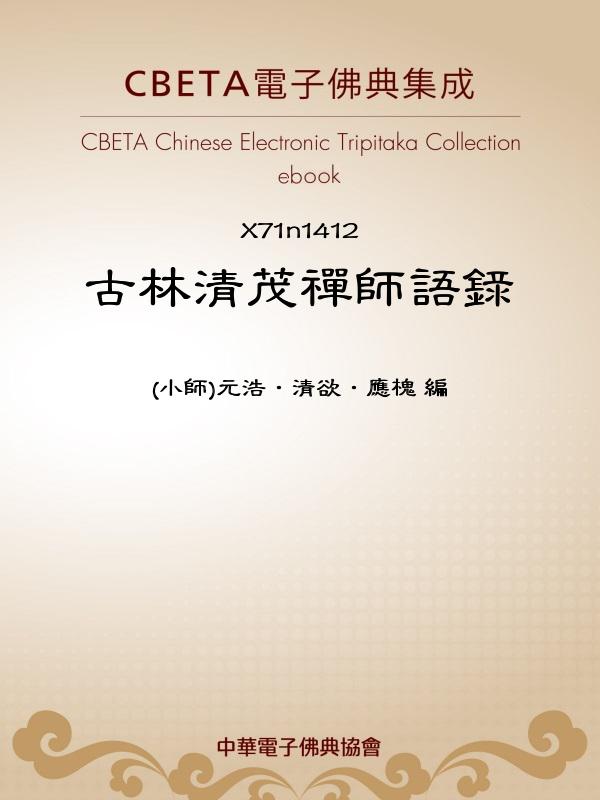 CBETA電子佛典集成
CBETA Chinese Electronic Tripitaka Collection
ebook
X71n1412
古林清茂禪師語錄
(小師)元浩・清欲・應槐 編
中華電子佛典協會